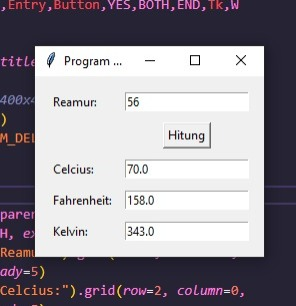 ,Entry,Button,YES,BOTH,END,Tk,W
title
Program ...
400x4
)
M_DEL
Reamur: 56
Hitung
Celcius: 70.0
Fahrenheit: 158.0
Kelvin: 343.0
paren
H, ex
Reamu
ady=5)
Celcius:").grid(row=2, column=0,